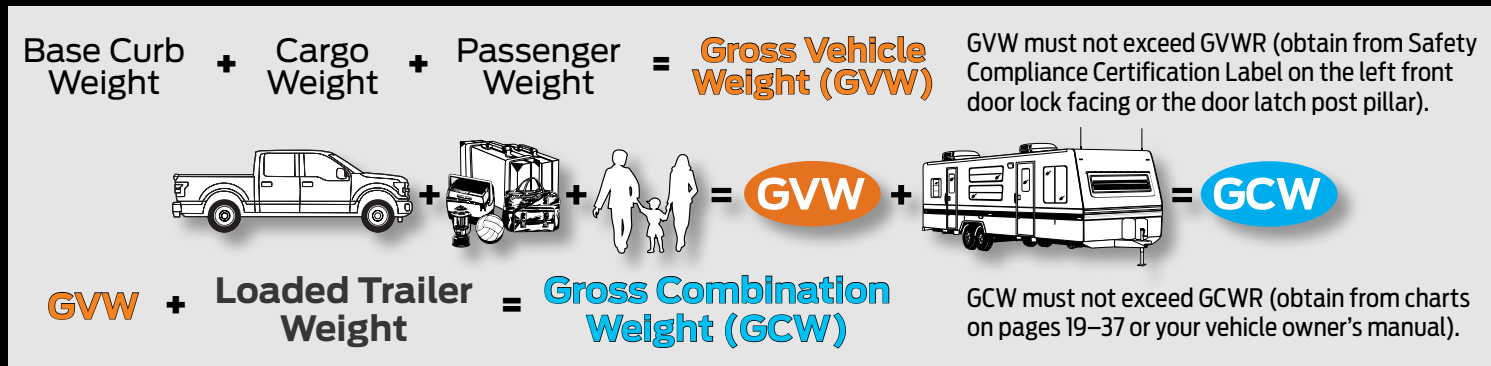 Base Curb Weight + Cargo Weight + Passenger Weight = Gross Vehicle Weight (GVW)
GVW must not exceed GVWR (obtain from Safety
Compliance Certification Label on the left front
door lock facing or the door latch post pillar).
+ + = GVW + = GCW
GVW + Loaded Trailer Weight = Gross Combination Weight (GCW)
GCW must not exceed GCWR (obtain from charts
on pages 19–37 or your vehicle owner's manual).